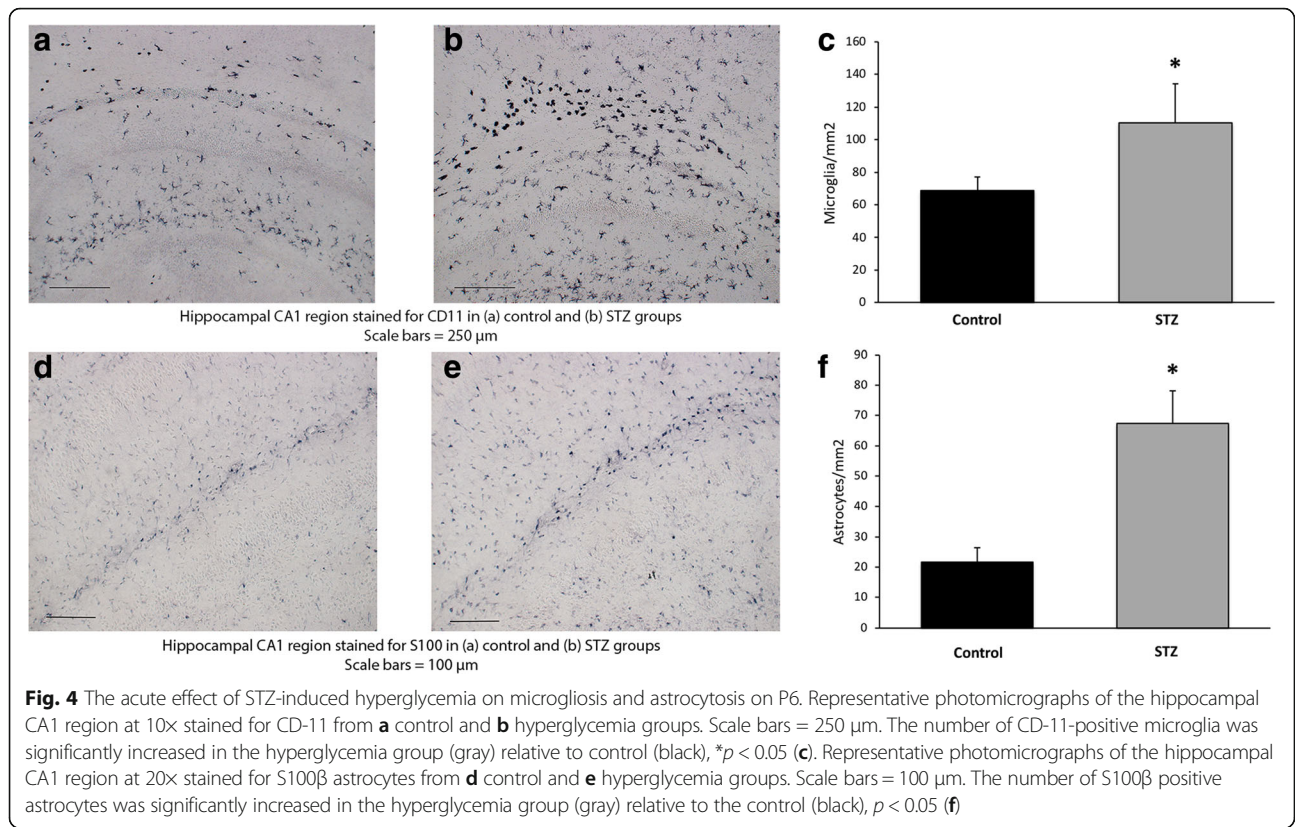 a
b
c
160
140
120
100
80
60
40
20
0
Microglia/mm2
*
Control
STZ
Hippocampal CA1 region stained for CD11 in (a) control and (b) STZ groups
Scale bars = 250 μm
d
e
f
90
80
70
60
50
40
30
20
10
0
Astrocytes/mm2
*
Control
STZ
Hippocampal CA1 region stained for S100 in (a) control and (b) STZ groups
Scale bars = 100 μm
Fig. 4 The acute effect of STZ-induced hyperglycemia on microgliosis and astrocytosis on P6. Representative photomicrographs of the hippocampal
CA1 region at 10× stained for CD-11 from a control and b hyperglycemia groups. Scale bars = 250 μm. The number of CD-11-positive microglia was
significantly increased in the hyperglycemia group (gray) relative to control (black), *p < 0.05 (c). Representative photomicrographs of the hippocampal
CA1 region at 20× stained for S100β astrocytes from d control and e hyperglycemia groups. Scale bars = 100 μm. The number of S100β positive
astrocytes was significantly increased in the hyperglycemia group (gray) relative to the control (black), p < 0.05 (f)